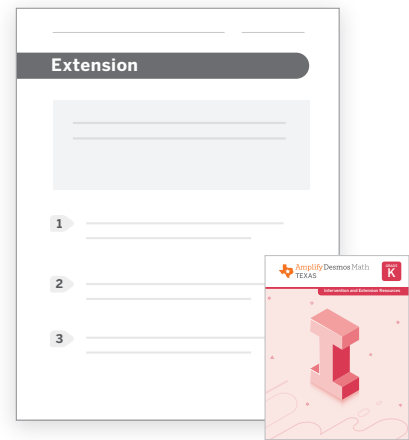 Extension
1
2
3
Amplify Desmos Math
TEXAS
GRADE
K
Intervention and Extension Resources